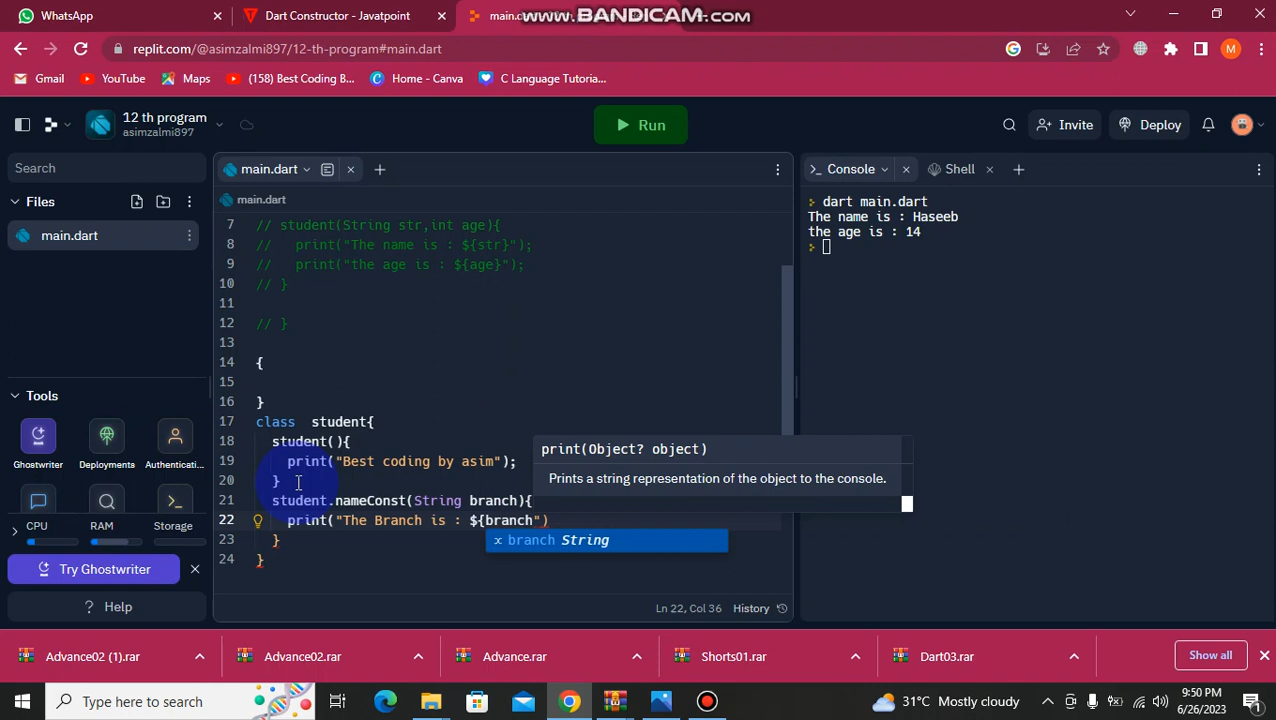 WhatsApp
Dart Constructor - Javatpoint
main.d
WWW.BANDICAM.COM
replit.com/@asimzalmi897/12-th-program#main.dart
M
Gmail
YouTube
Maps
(158) Best Coding B...
Home - Canva
C Language Tutoria...
12 th program
asimzalmi897
Run
Invite
Deploy
Search
main.dart
Console
Shell
Files
main.dart
main.dart
7 // student(String str,int age){
8 // print("The name is : ${str}");
9 // print("the age is : ${age}");
10 // }
11
12 // }
13
14 {
15
16 }
17 class student{
18 student(){
19 print("Best coding by asim");
20 }
21 student.nameConst(String branch){
22 print("The Branch is : ${branch")
23 }
24 }
print(Object? object)
Prints a string representation of the object to the console.
branch String
dart main.dart
The name is : Haseeb
the age is : 14
Tools
Ghostwriter
Deployments
Authenticati...
CPU
RAM
Storage
Try Ghostwriter
? Help
Ln 22, Col 36
History
Advance02 (1).rar
Advance02.rar
Advance.rar
Shorts01.rar
Dart03.rar
Show all
Type here to search
31°C Mostly cloudy
9:50 PM
6/26/2023
1